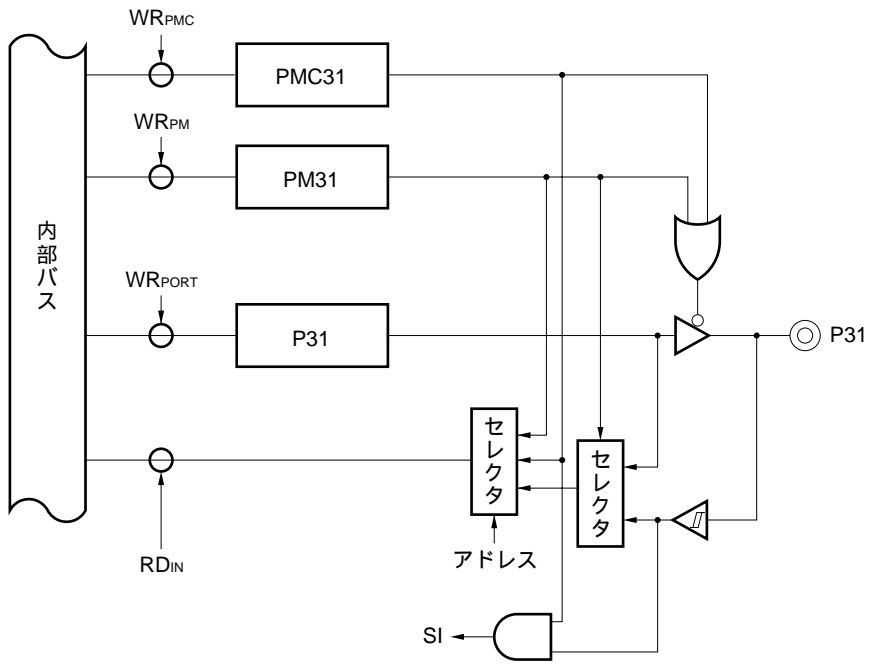 WRPMC
PMC31
WRPM
PM31
内部バス
WRPORT
P31
P31
セレクタ
セレクタ
アドレス
RDIN
SI